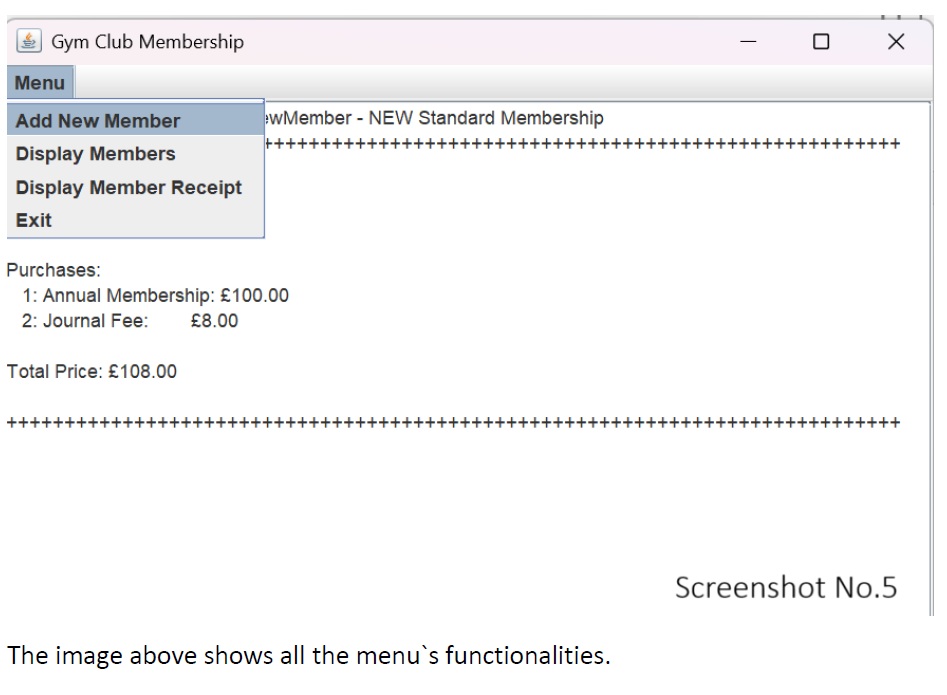 Gym Club Membership
Menu
Add New Member
wMember - NEW Standard Membership
++++++++++++++++++++++++++++++++++++++++++++++++++++++++
Display Members
Display Member Receipt
Exit
Purchases:
1: Annual Membership: £100.00
2: Journal Fee: £8.00
Total Price: £108.00
+++++++++++++++++++++++++++++++++++++++++++++++++++++++++++++++++++++++++++++
Screenshot No.5
The image above shows all the menu`s functionalities.